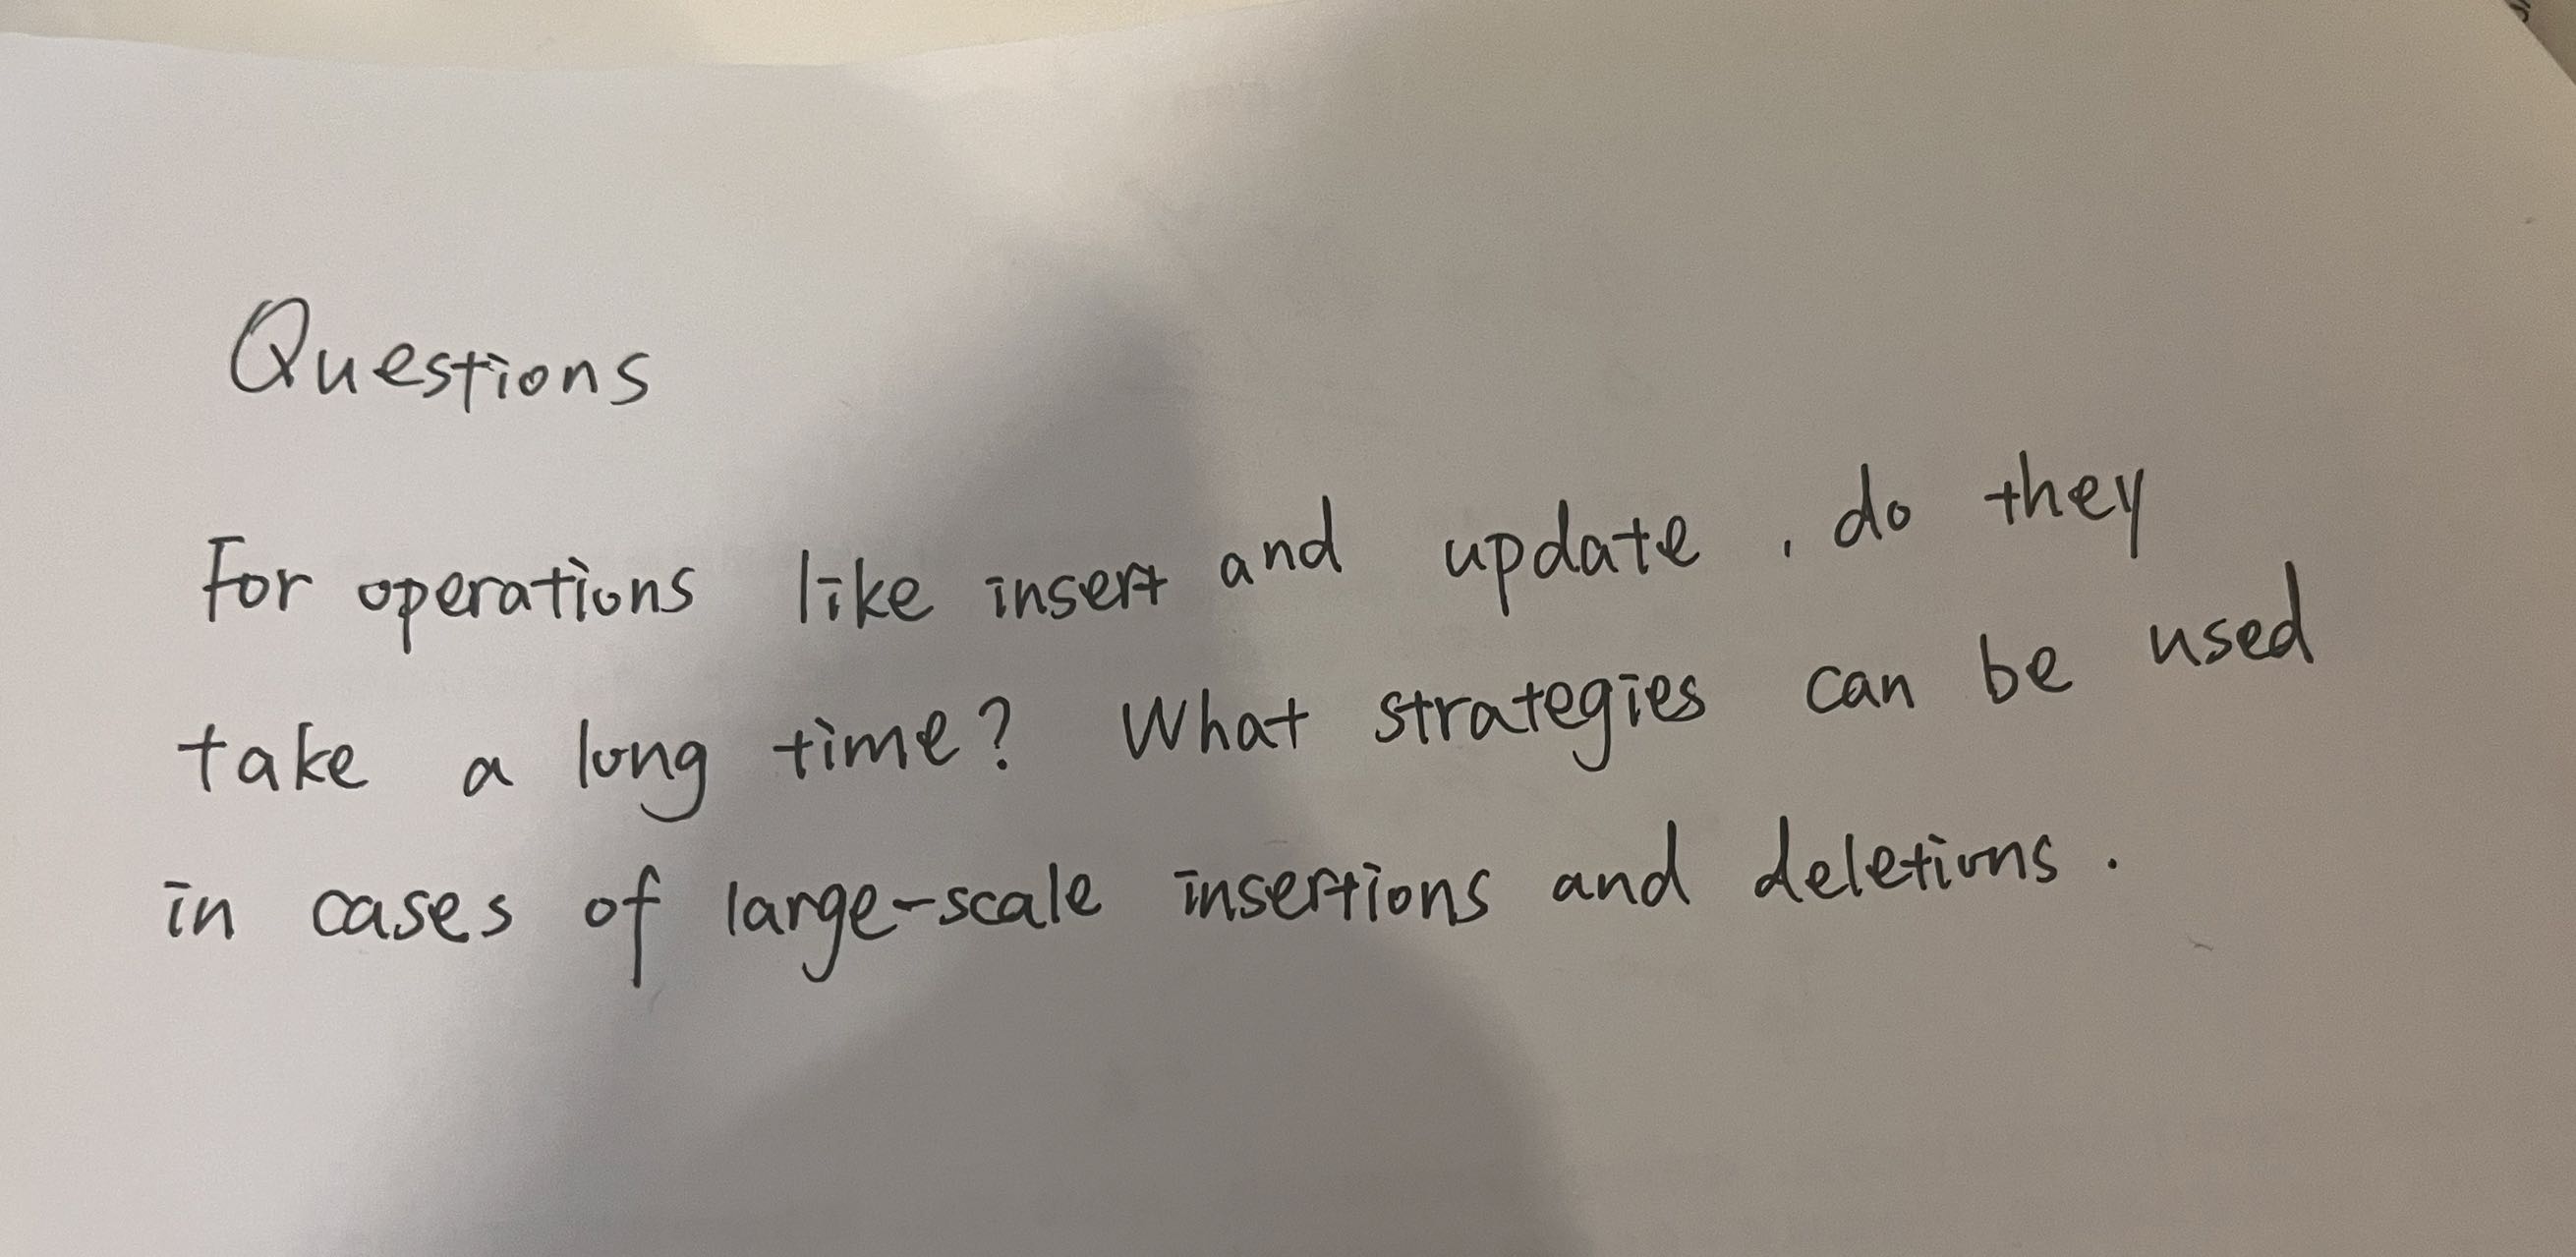 Questions
For operations like insert and update, do they
take a long time? What strategies can be used
in cases of large-scale insertions and deletions.